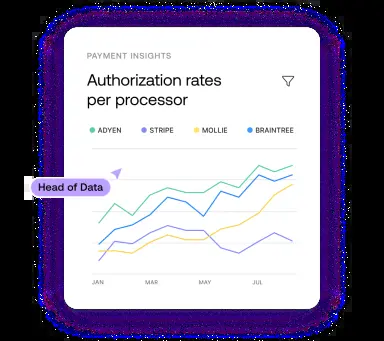 PAYMENT INSIGHTS
Authorization rates
per processor
ADYEN STRIPE MOLLIE BRAINTREE
Head of Data
JAN MAR MAY JUL